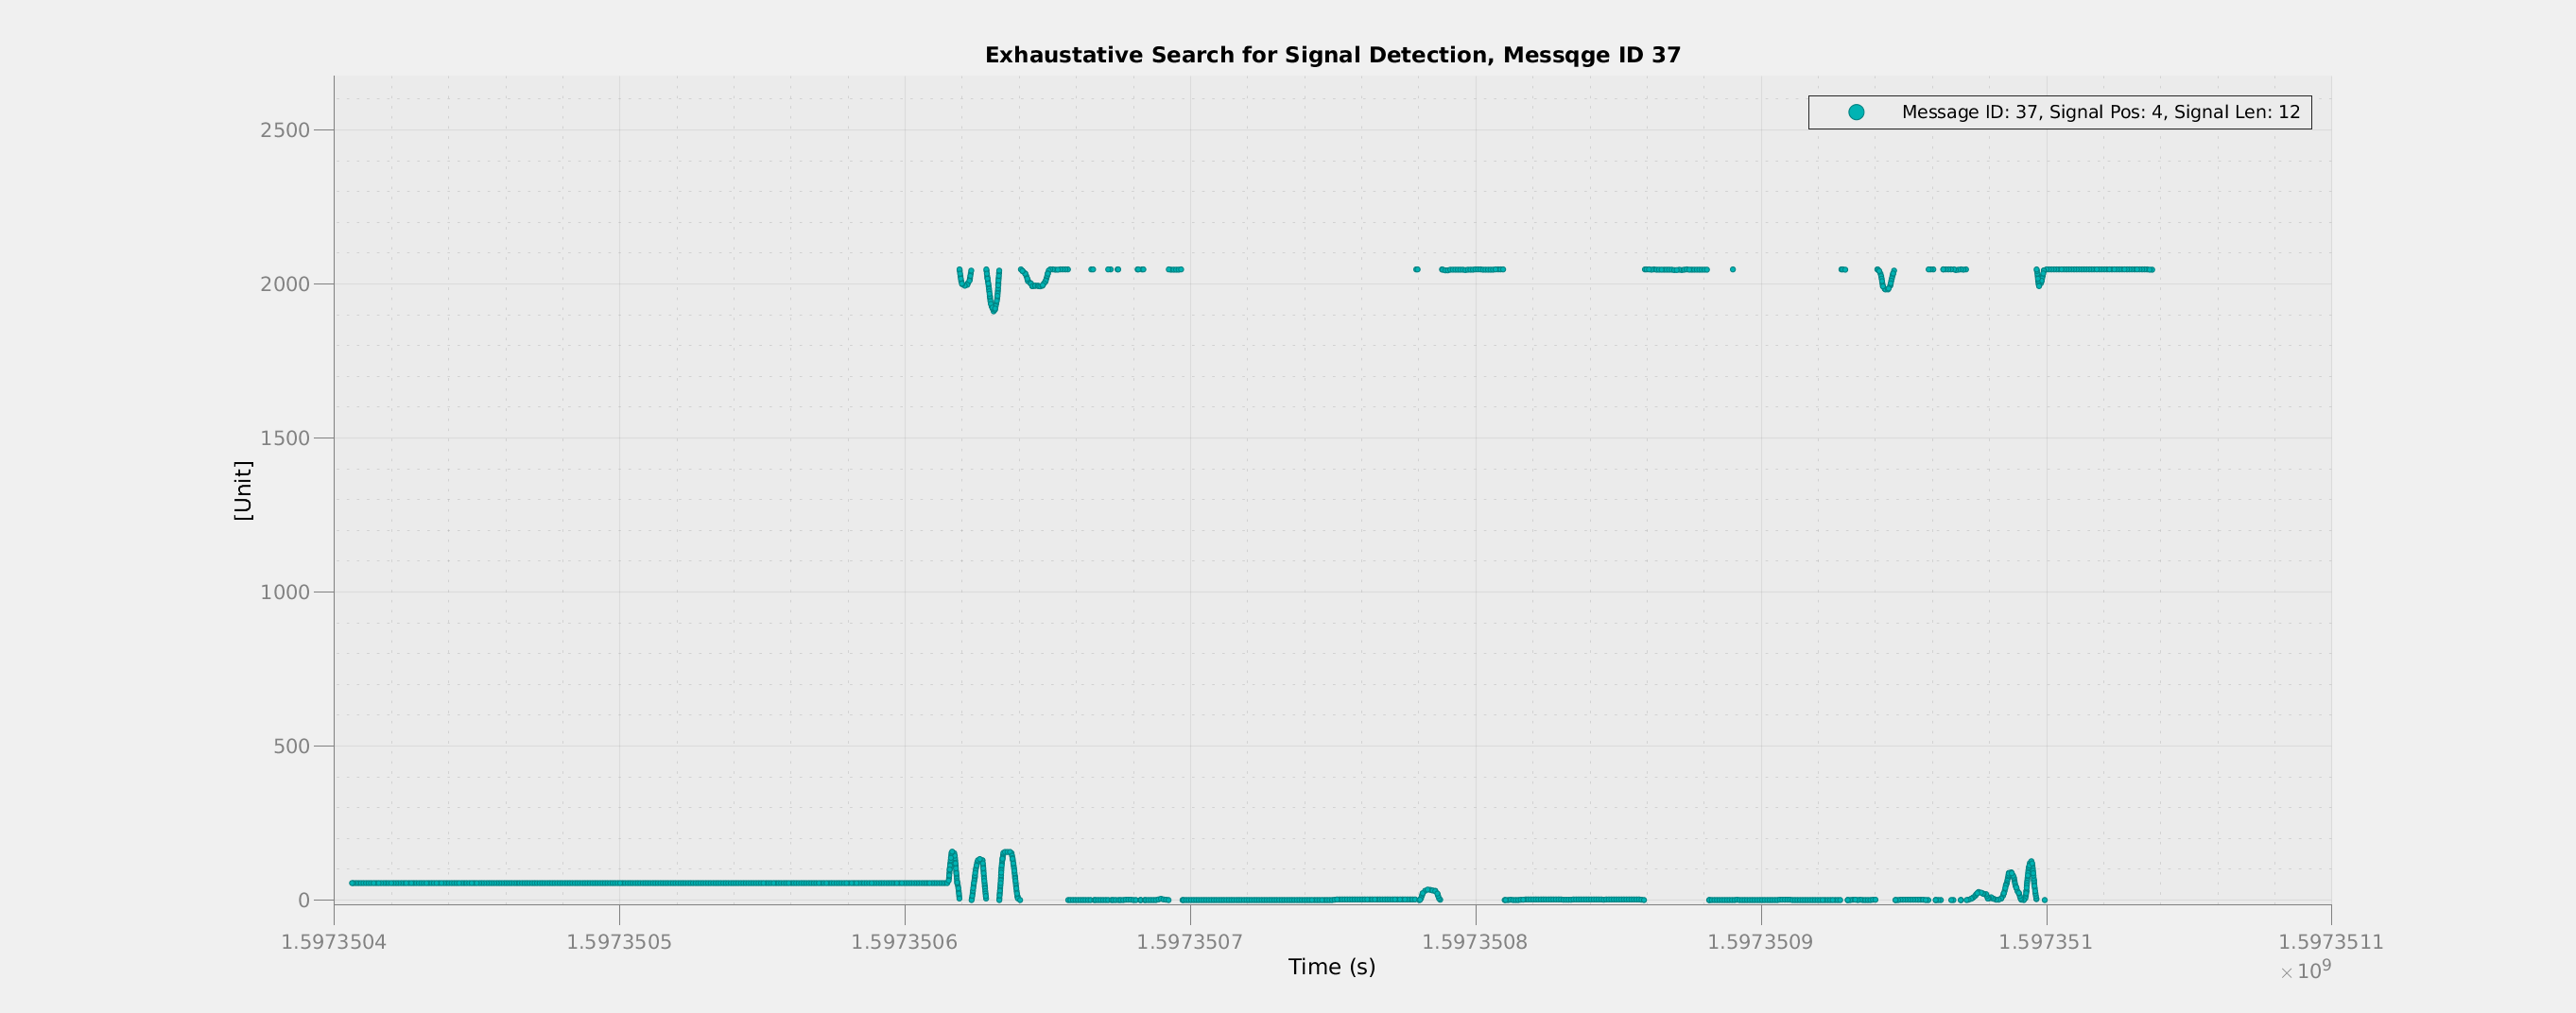 Exhaustative Search for Signal Detection, Messqge ID 37
Message ID: 37, Signal Pos: 4, Signal Len: 12
2500
2000
1500
1000
500
0
[Unit]
1.5973504 1.5973505 1.5973506 1.5973507 1.5973508 1.5973509 1.597351 1.5973511
Time (s)
× 10⁹